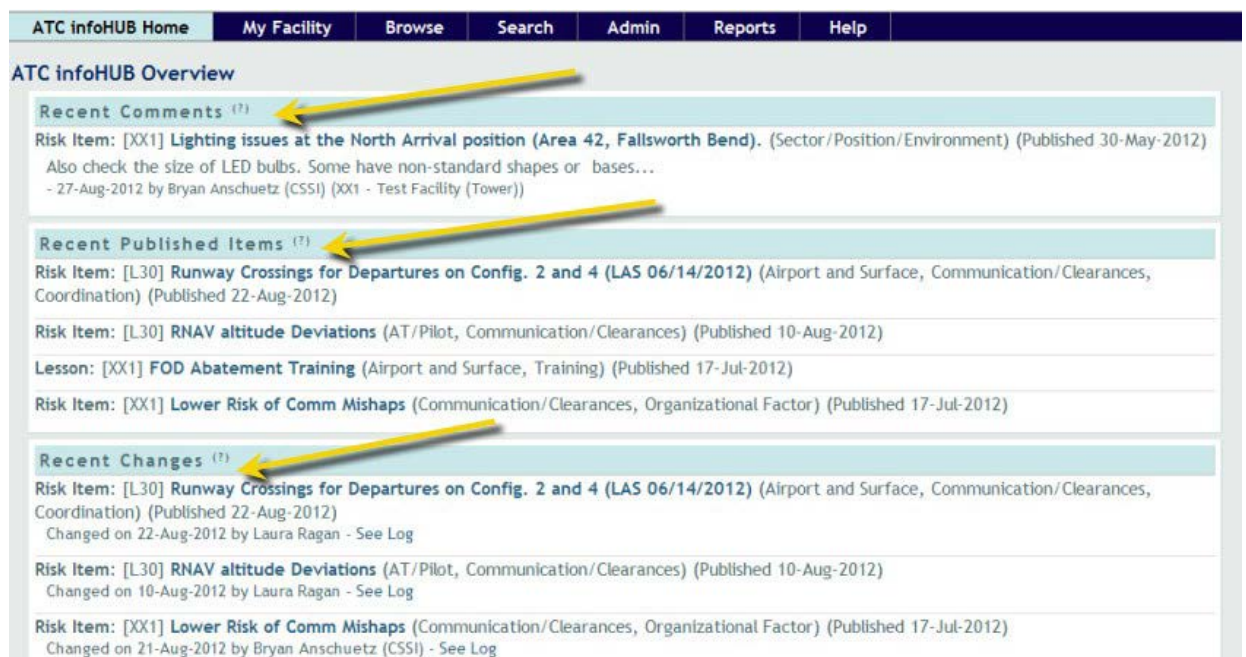 ATC infoHUB Home My Facility Browse Search Admin Reports Help
ATC infoHUB Overview
Recent Comments (?)
Risk Item: [XX1] Lighting issues at the North Arrival position (Area 42, Fallsworth Bend). (Sector/Position/Environment) (Published 30-May-2012)
Also check the size of LED bulbs. Some have non-standard shapes or bases...
- 27-Aug-2012 by Bryan Anschuetz (CSSI) (XX1 - Test Facility (Tower))
Recent Published Items (?)
Risk Item: [L30] Runway Crossings for Departures on Config. 2 and 4 (LAS 06/14/2012) (Airport and Surface, Communication/Clearances,
Coordination) (Published 22-Aug-2012)
Risk Item: [L30] RNAV altitude Deviations (AT/Pilot, Communication/Clearances) (Published 10-Aug-2012)
Lesson: [XX1] FOD Abatement Training (Airport and Surface, Training) (Published 17-Jul-2012)
Risk Item: [XX1] Lower Risk of Comm Mishaps (Communication/Clearances, Organizational Factor) (Published 17-Jul-2012)
Recent Changes (?)
Risk Item: [L30] Runway Crossings for Departures on Config. 2 and 4 (LAS 06/14/2012) (Airport and Surface, Communication/Clearances,
Coordination) (Published 22-Aug-2012)
Changed on 22-Aug-2012 by Laura Ragan - See Log
Risk Item: [L30] RNAV altitude Deviations (AT/Pilot, Communication/Clearances) (Published 10-Aug-2012)
Changed on 10-Aug-2012 by Laura Ragan - See Log
Risk Item: [XX1] Lower Risk of Comm Mishaps (Communication/Clearances, Organizational Factor) (Published 17-Jul-2012)
Changed on 21-Aug-2012 by Bryan Anschuetz (CSSI) - See Log